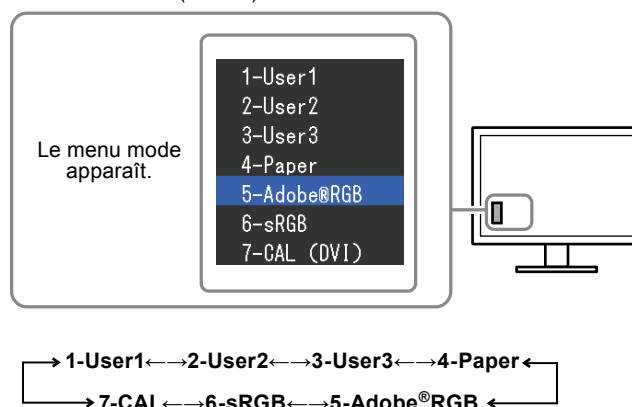 Le menu mode
apparaît.
1-User1
2-User2
3-User3
4-Paper
5-Adobe®RGB
6-sRGB
7-CAL (DVI)
1-User1←→2-User2←→3-User3←→4-Paper
7-CAL←→6-sRGB←→5-Adobe®RGB